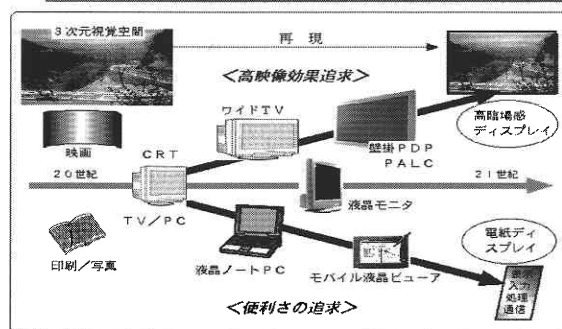 3次元視覚空間
再 現
＜高映像効果追求＞
ワイドTV
映画
CRT
壁掛PDP
PALC
高臨場感
ディスプレイ
20世紀
21世紀
TV/PC
液晶モニタ
印刷/写真
液晶ノートPC
モバイル液晶ビューア
電紙ディ
スプレイ
表示
入力
処理
通信
＜便利さの追求＞